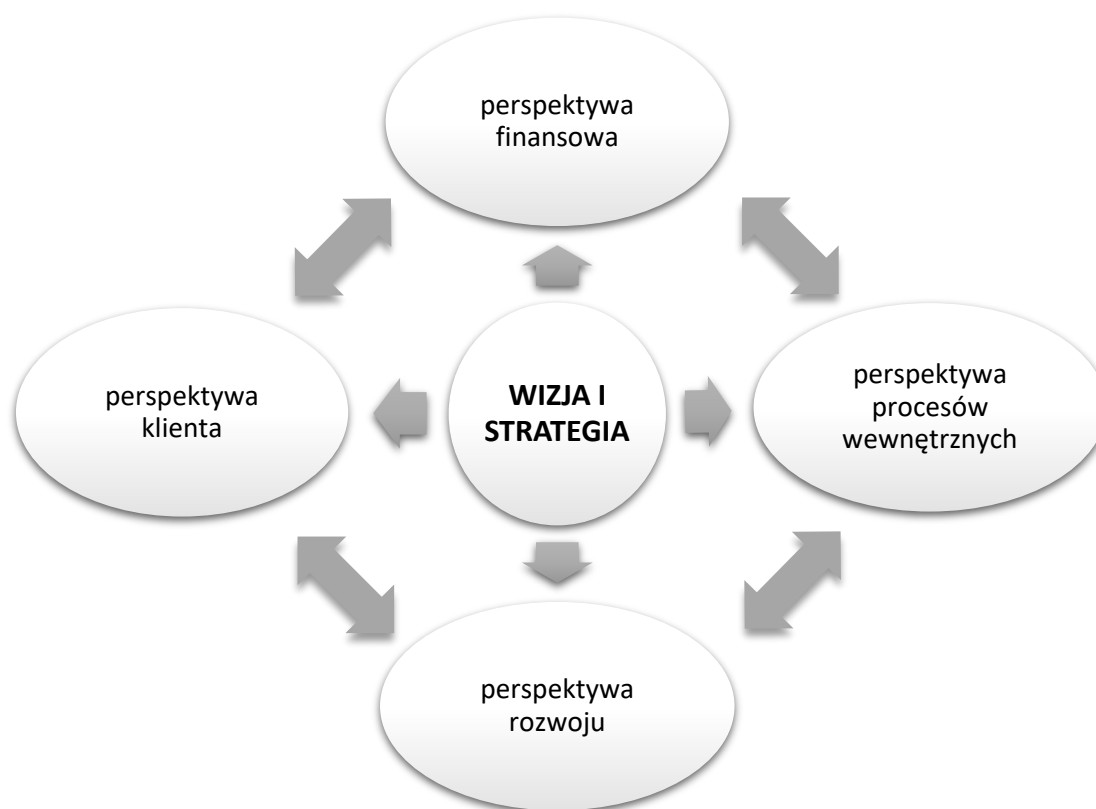 perspektywa
finansowa
perspektywa
klienta
WIZJA I
STRATEGIA
perspektywa
procesów
wewnętrznych
perspektywa
rozwoju